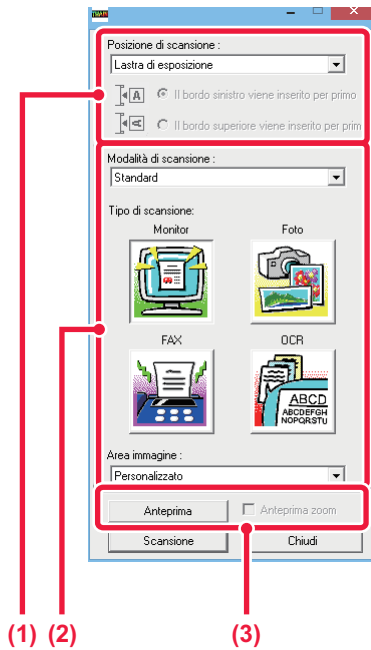 TWAIN
Posizione di scansione :
Lastra di esposizione
A
Il bordo sinistro viene inserito per primo
A
Il bordo superiore viene inserito per prim
Modalità di scansione :
Standard
Tipo di scansione:
Monitor Foto
FAX OCR
ABCD
ABCDEFGH
NOPQRSTU
Area immagine :
Personalizzato
Anteprima Anteprima zoom
Scansione Chiudi
(1) (2) (3)